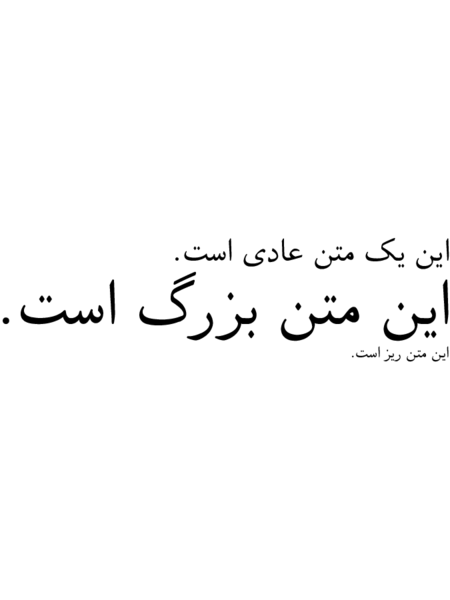 این یک متن عادی است.
این متن بزرگ است.
این متن ریز است.